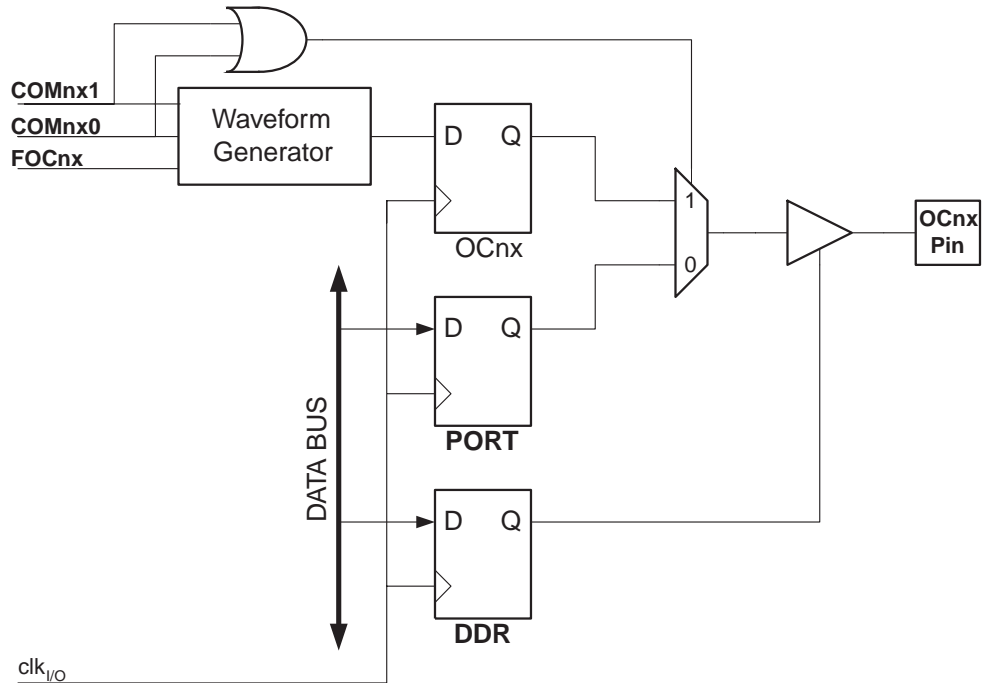 COMnx1
COMnx0
FOCnx
Waveform
Generator
D Q
OCnx
1
0
OCnx
Pin
D Q
PORT
DATA BUS
D Q
DDR
clkI/O